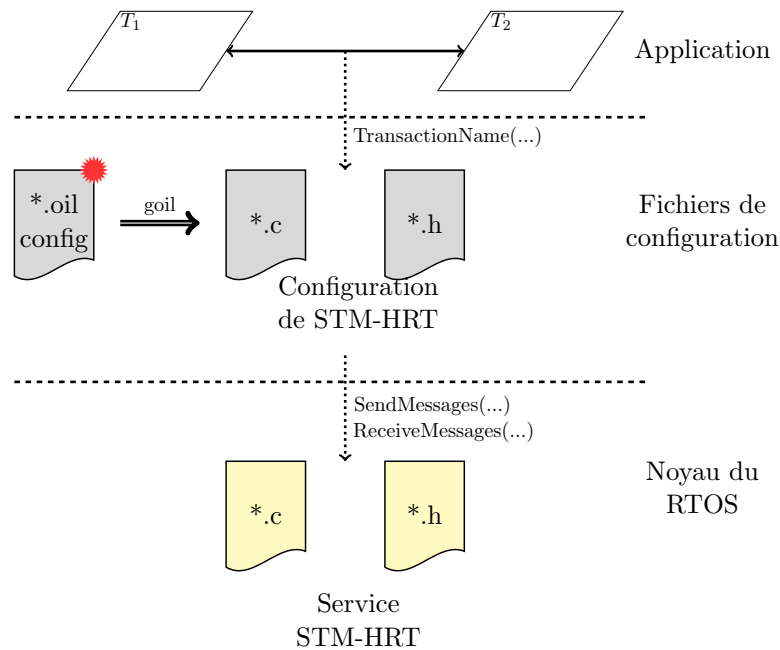 T1
T2
Application
TransactionName(...)
*.oil
config
goil
*.c
*.h
Fichiers de
configuration
Configuration
de STM-HRT
SendMessages(...)
ReceiveMessages(...)
*.c
*.h
Noyau du
RTOS
Service
STM-HRT